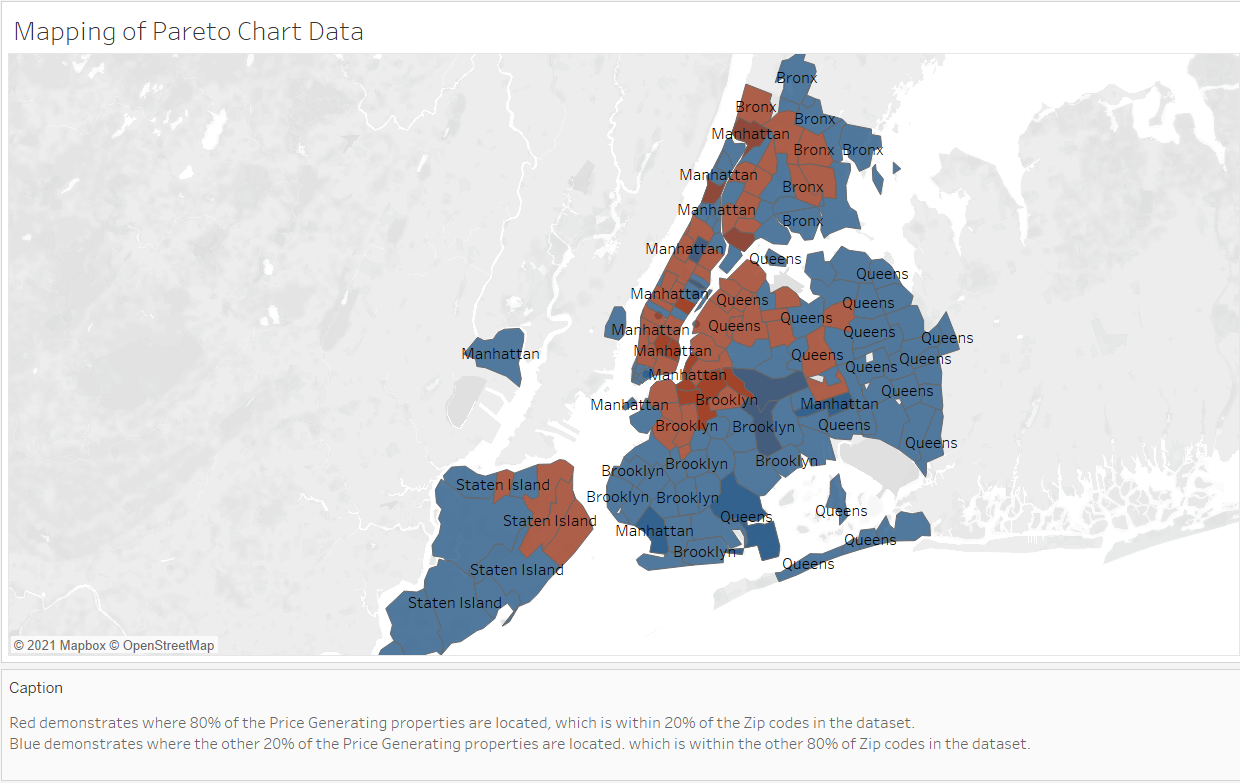 Mapping of Pareto Chart Data
Bronx
Bronx
Bronx
Manhattan
Bronx
Bronx
Manhattan
Bronx
Manhattan
Bronx
Manhattan
Queens
Queens
Manhattan
Queens
Queens
Queens
Manhattan
Queens
Queens
Queens
Manhattan
Manhattan
Queens
Queens
Queens
Manhattan
Queens
Brooklyn
Manhattan
Manhattan
Brooklyn
Brooklyn
Queens
Queens
Brooklyn
Brooklyn
Brooklyn
Staten Island
Brooklyn
Brooklyn
Queens
Queens
Staten Island
Manhattan
Queens
Brooklyn
Queens
Staten Island
Staten Island
© 2021 Mapbox © OpenStreetMap
Caption
Red demonstrates where 80% of the Price Generating properties are located, which is within 20% of the Zip codes in the dataset.
Blue demonstrates where the other 20% of the Price Generating properties are located. which is within the other 80% of Zip codes in the dataset.